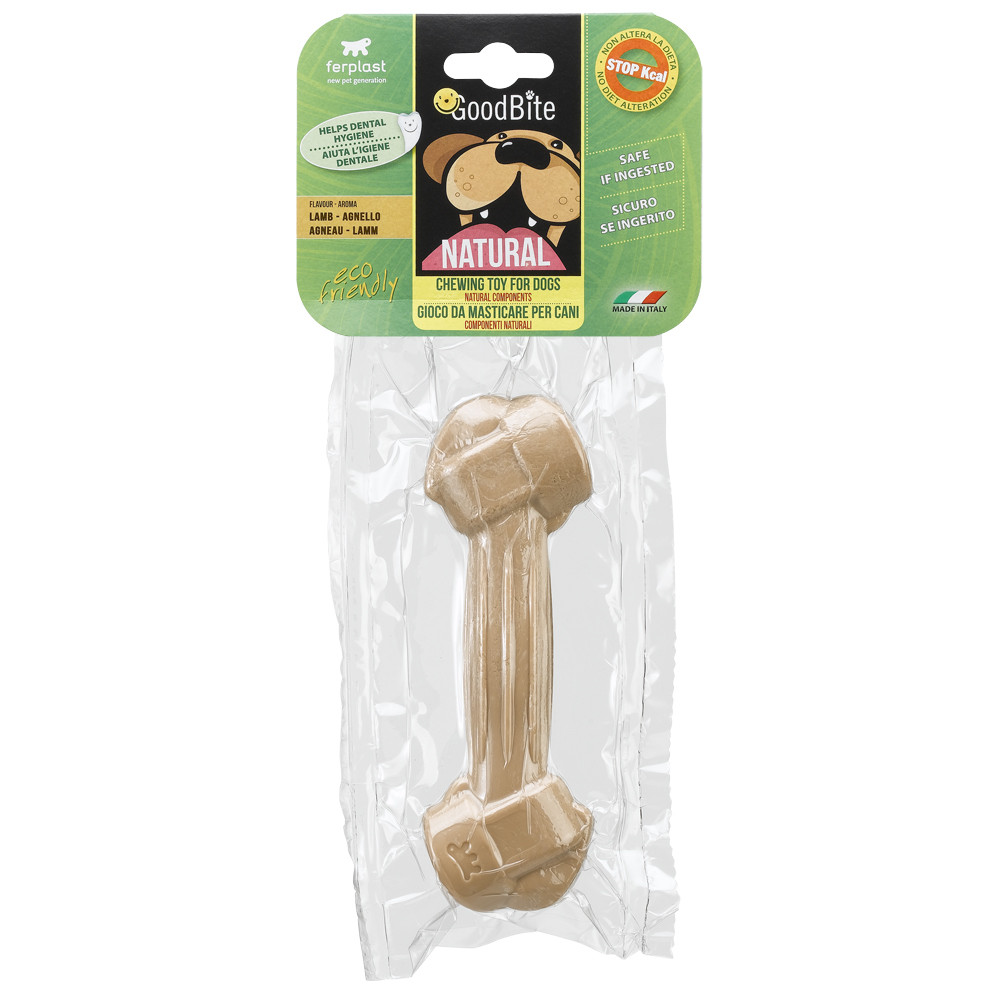 ferplast
new pet generation
HELPS DENTAL
HYGIENE
AIUTA L'IGIENE
DENTALE
FLAVOUR - AROMA
LAMB - AGNELLO
AGNEAU - LAMM
eco
friendly
GoodBite
NATURAL
CHEWING TOY FOR DOGS
NATURAL COMPONENTS
GIOCO DA MASTICARE PER CANI
COMPONENTI NATURALI
NON ALTERA LA DIETA
STOP Kcal
NO DIET ALTERATION
SAFE
IF INGESTED
SICURO
SE INGERITO
MADE IN ITALY